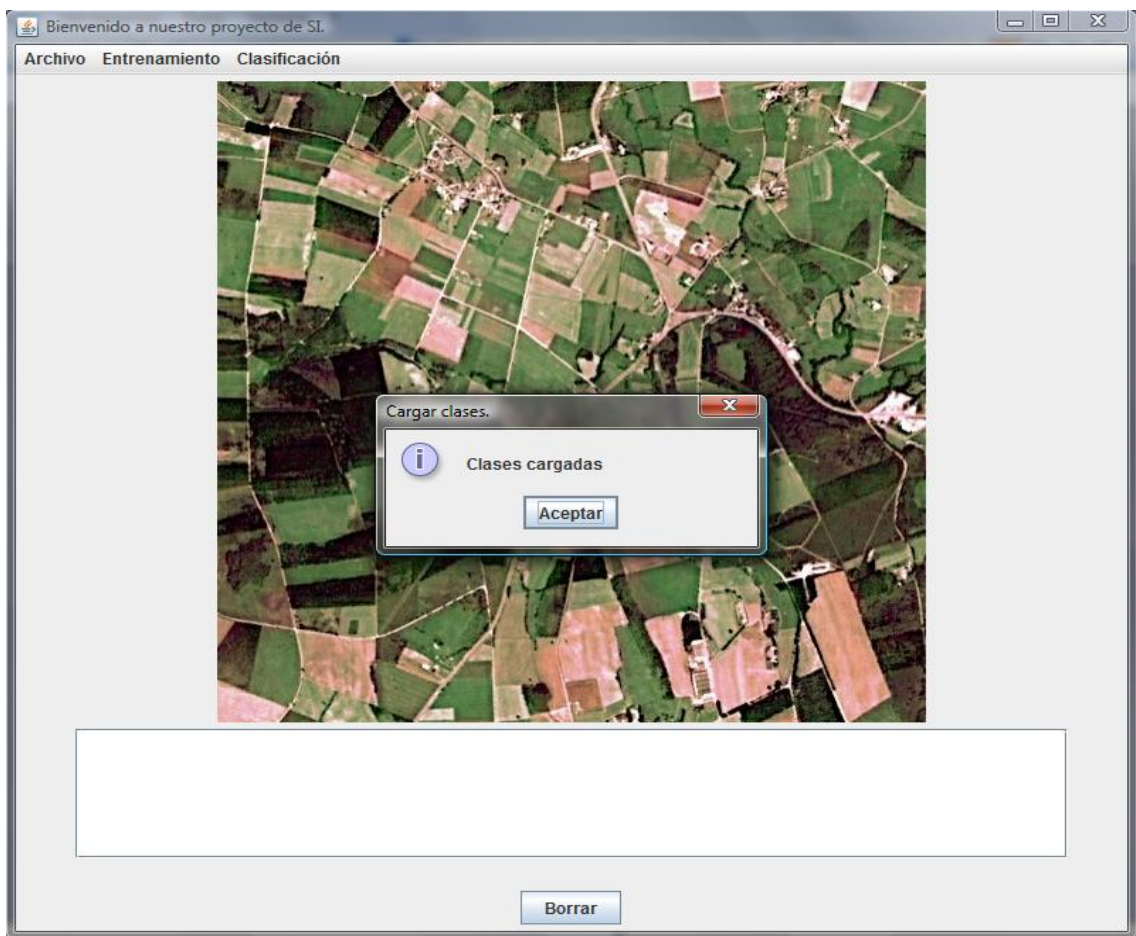 Bienvenido a nuestro proyecto de SI.
Archivo Entrenamiento Clasificación
Cargar clases.
Clases cargadas
Aceptar
Borrar